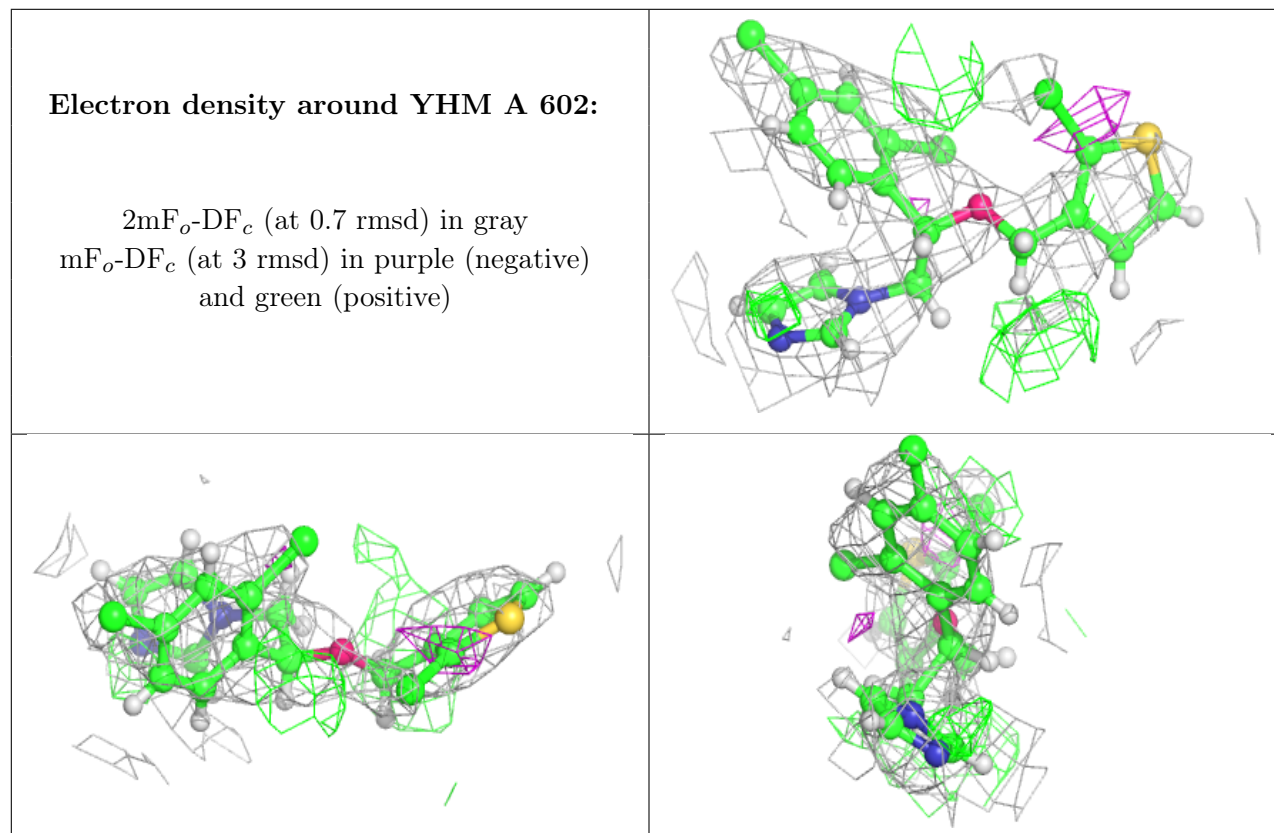 Electron density around YHM A 602:
2mFo-DFc (at 0.7 rmsd) in gray
mFo-DFc (at 3 rmsd) in purple (negative)
and green (positive)